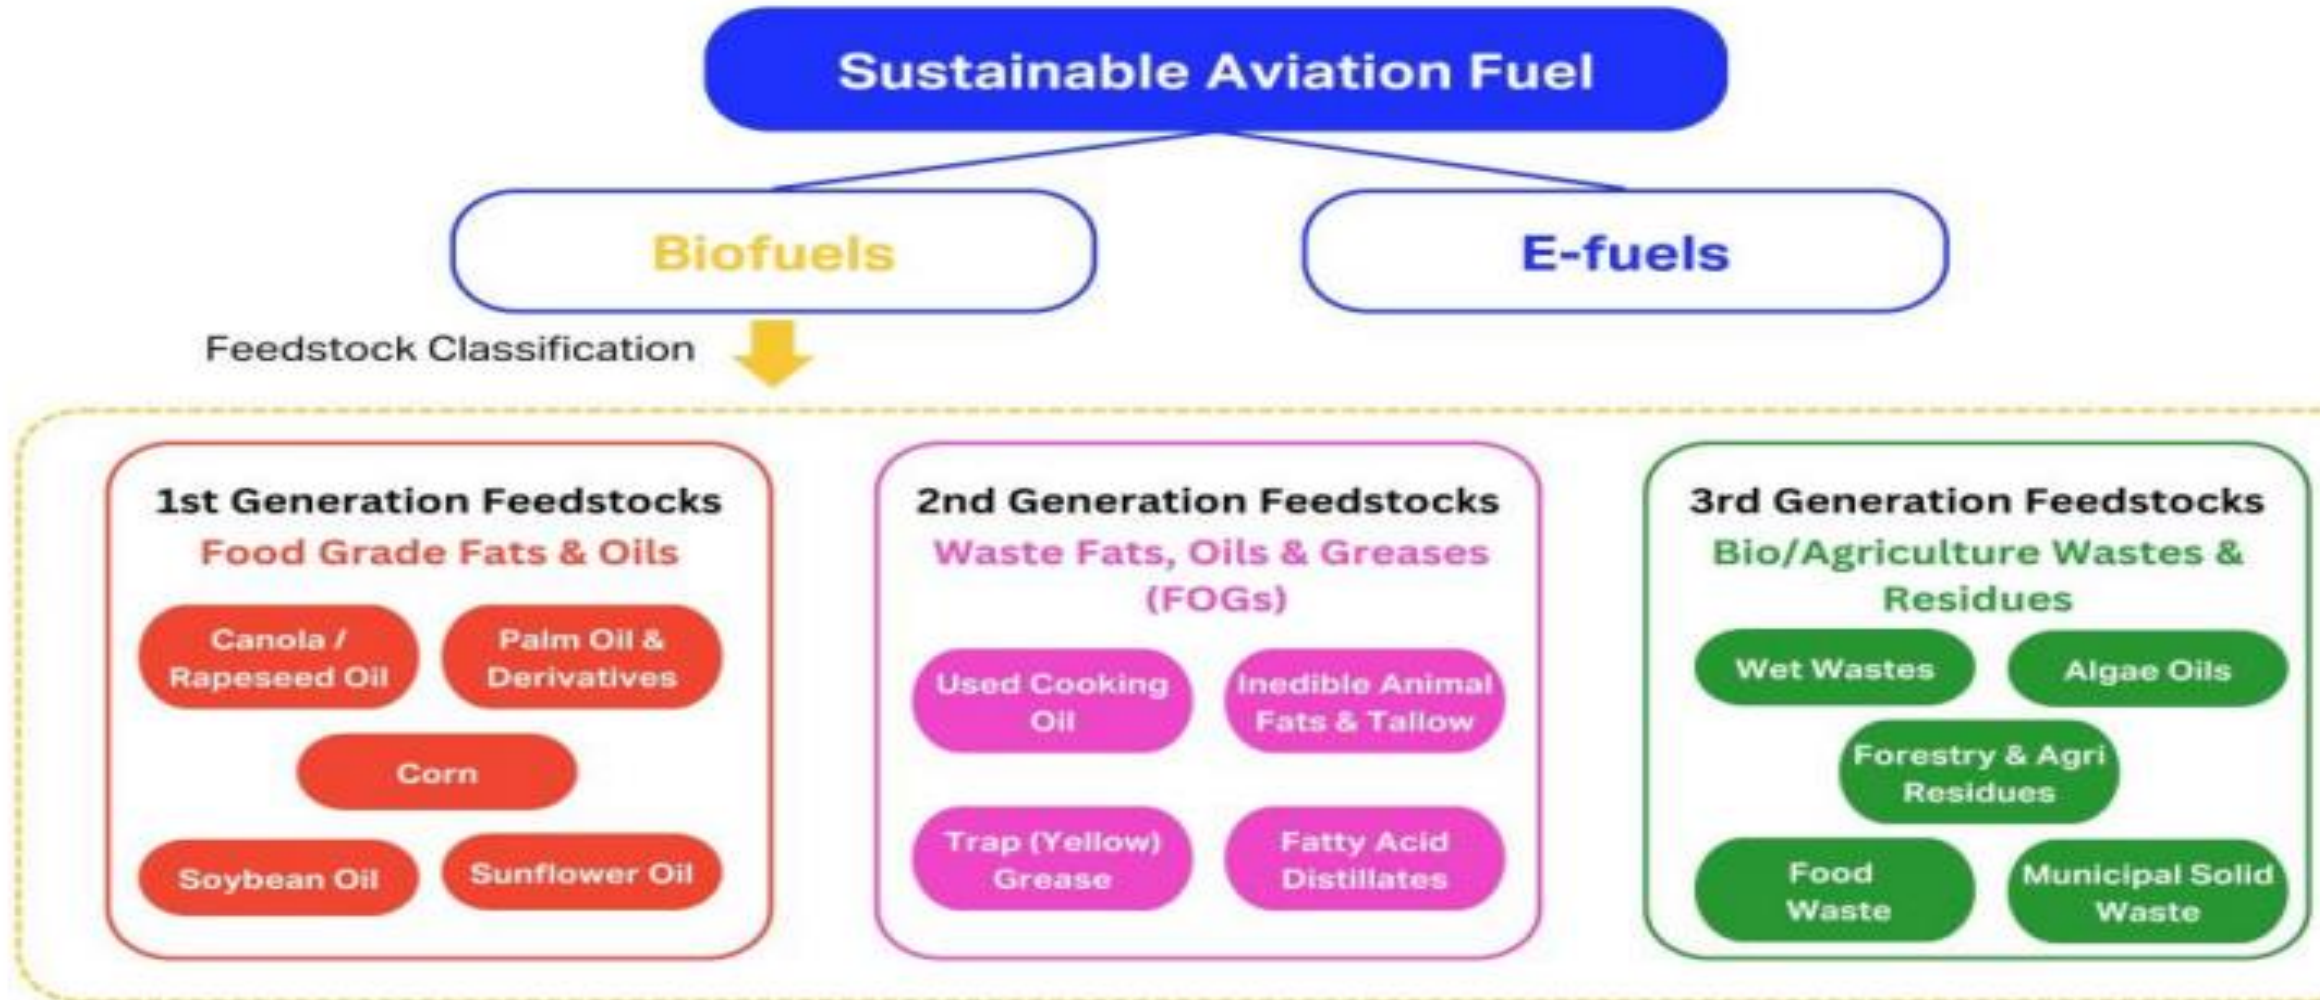 Sustainable Aviation Fuel
Biofuels
E-fuels
Feedstock Classification
1st Generation Feedstocks
Food Grade Fats & Oils
Canola /
Rapeseed Oil
Palm Oil &
Derivatives
Corn
Soybean Oil
Sunflower Oil
2nd Generation Feedstocks
Waste Fats, Oils & Greases
(FOGs)
Used Cooking
Oil
Inedible Animal
Fats & Tallow
Trap (Yellow)
Grease
Fatty Acid
Distillates
3rd Generation Feedstocks
Bio/Agriculture Wastes &
Residues
Wet Wastes
Algae Oils
Forestry & Agri
Residues
Food
Waste
Municipal Solid
Waste